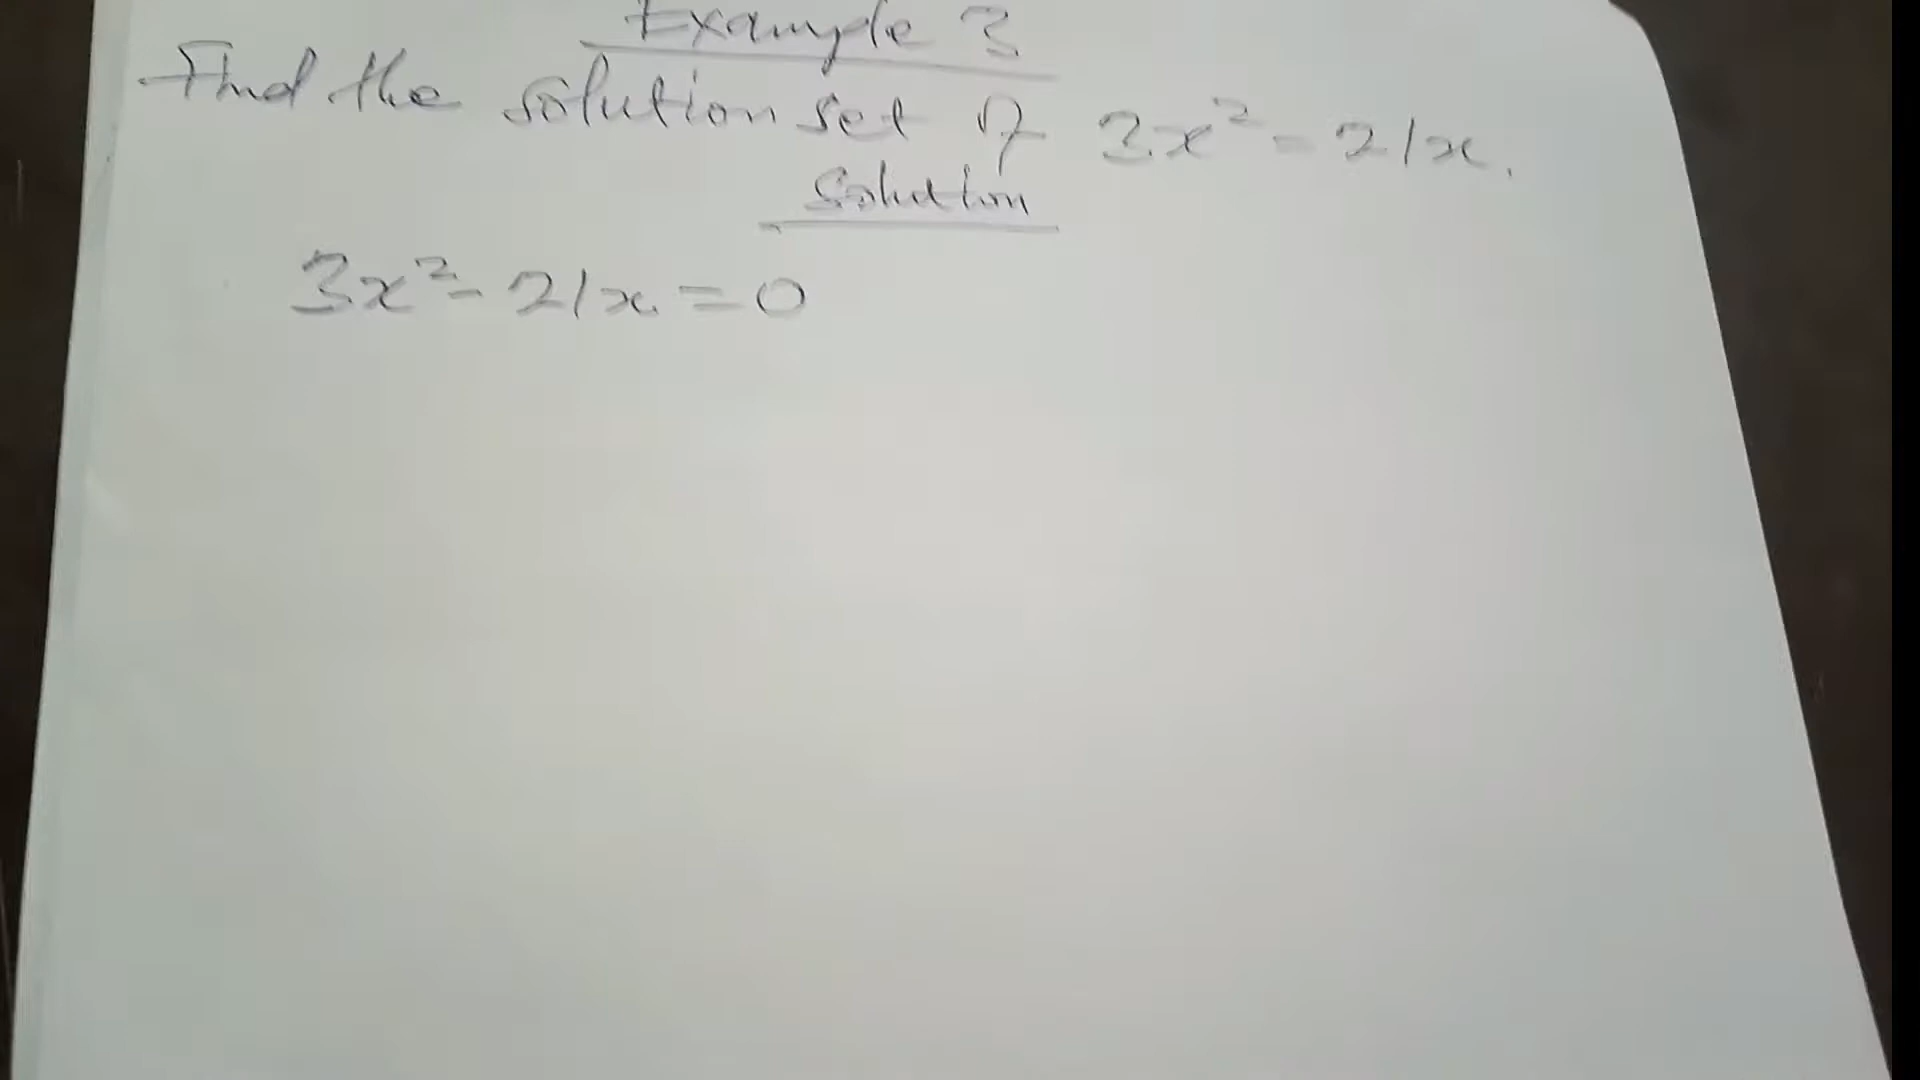 Example 3
Find the solution set of 3x² - 21x.
Solution
3x² - 21x = 0